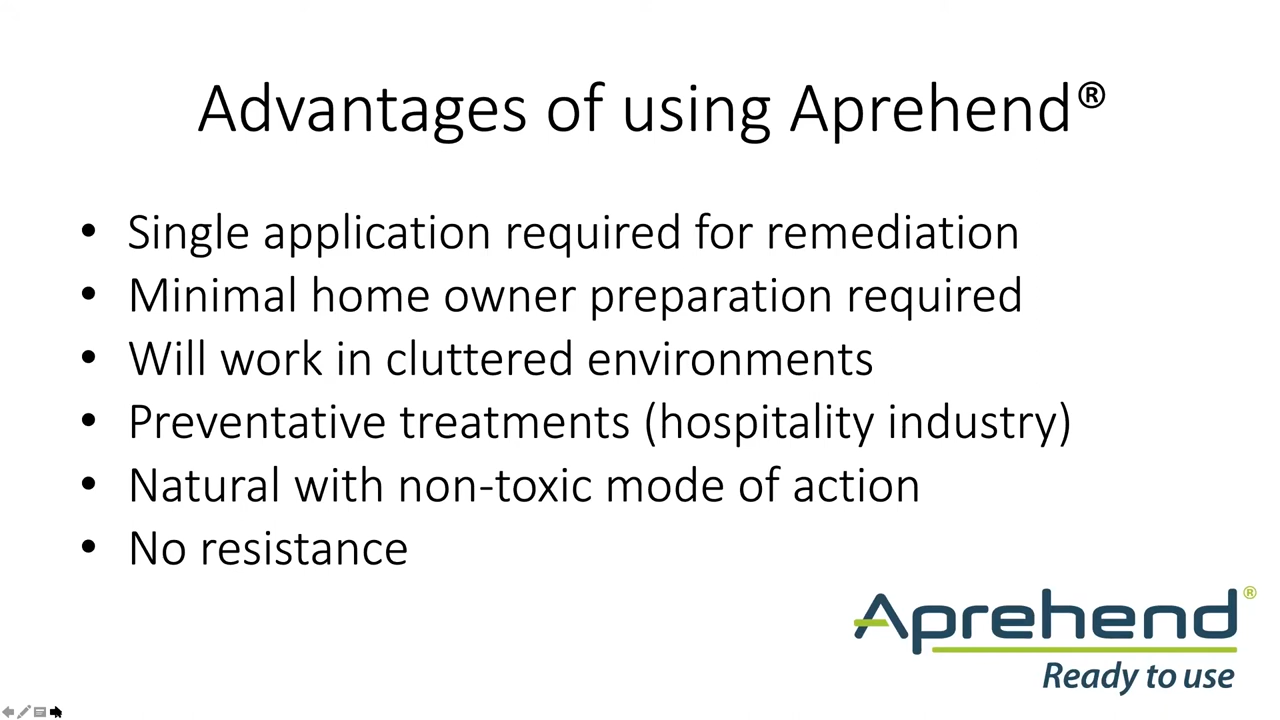 Advantages of using Aprehend®
• Single application required for remediation
• Minimal home owner preparation required
• Will work in cluttered environments
• Preventative treatments (hospitality industry)
• Natural with non-toxic mode of action
• No resistance
Aprehend®
Ready to use